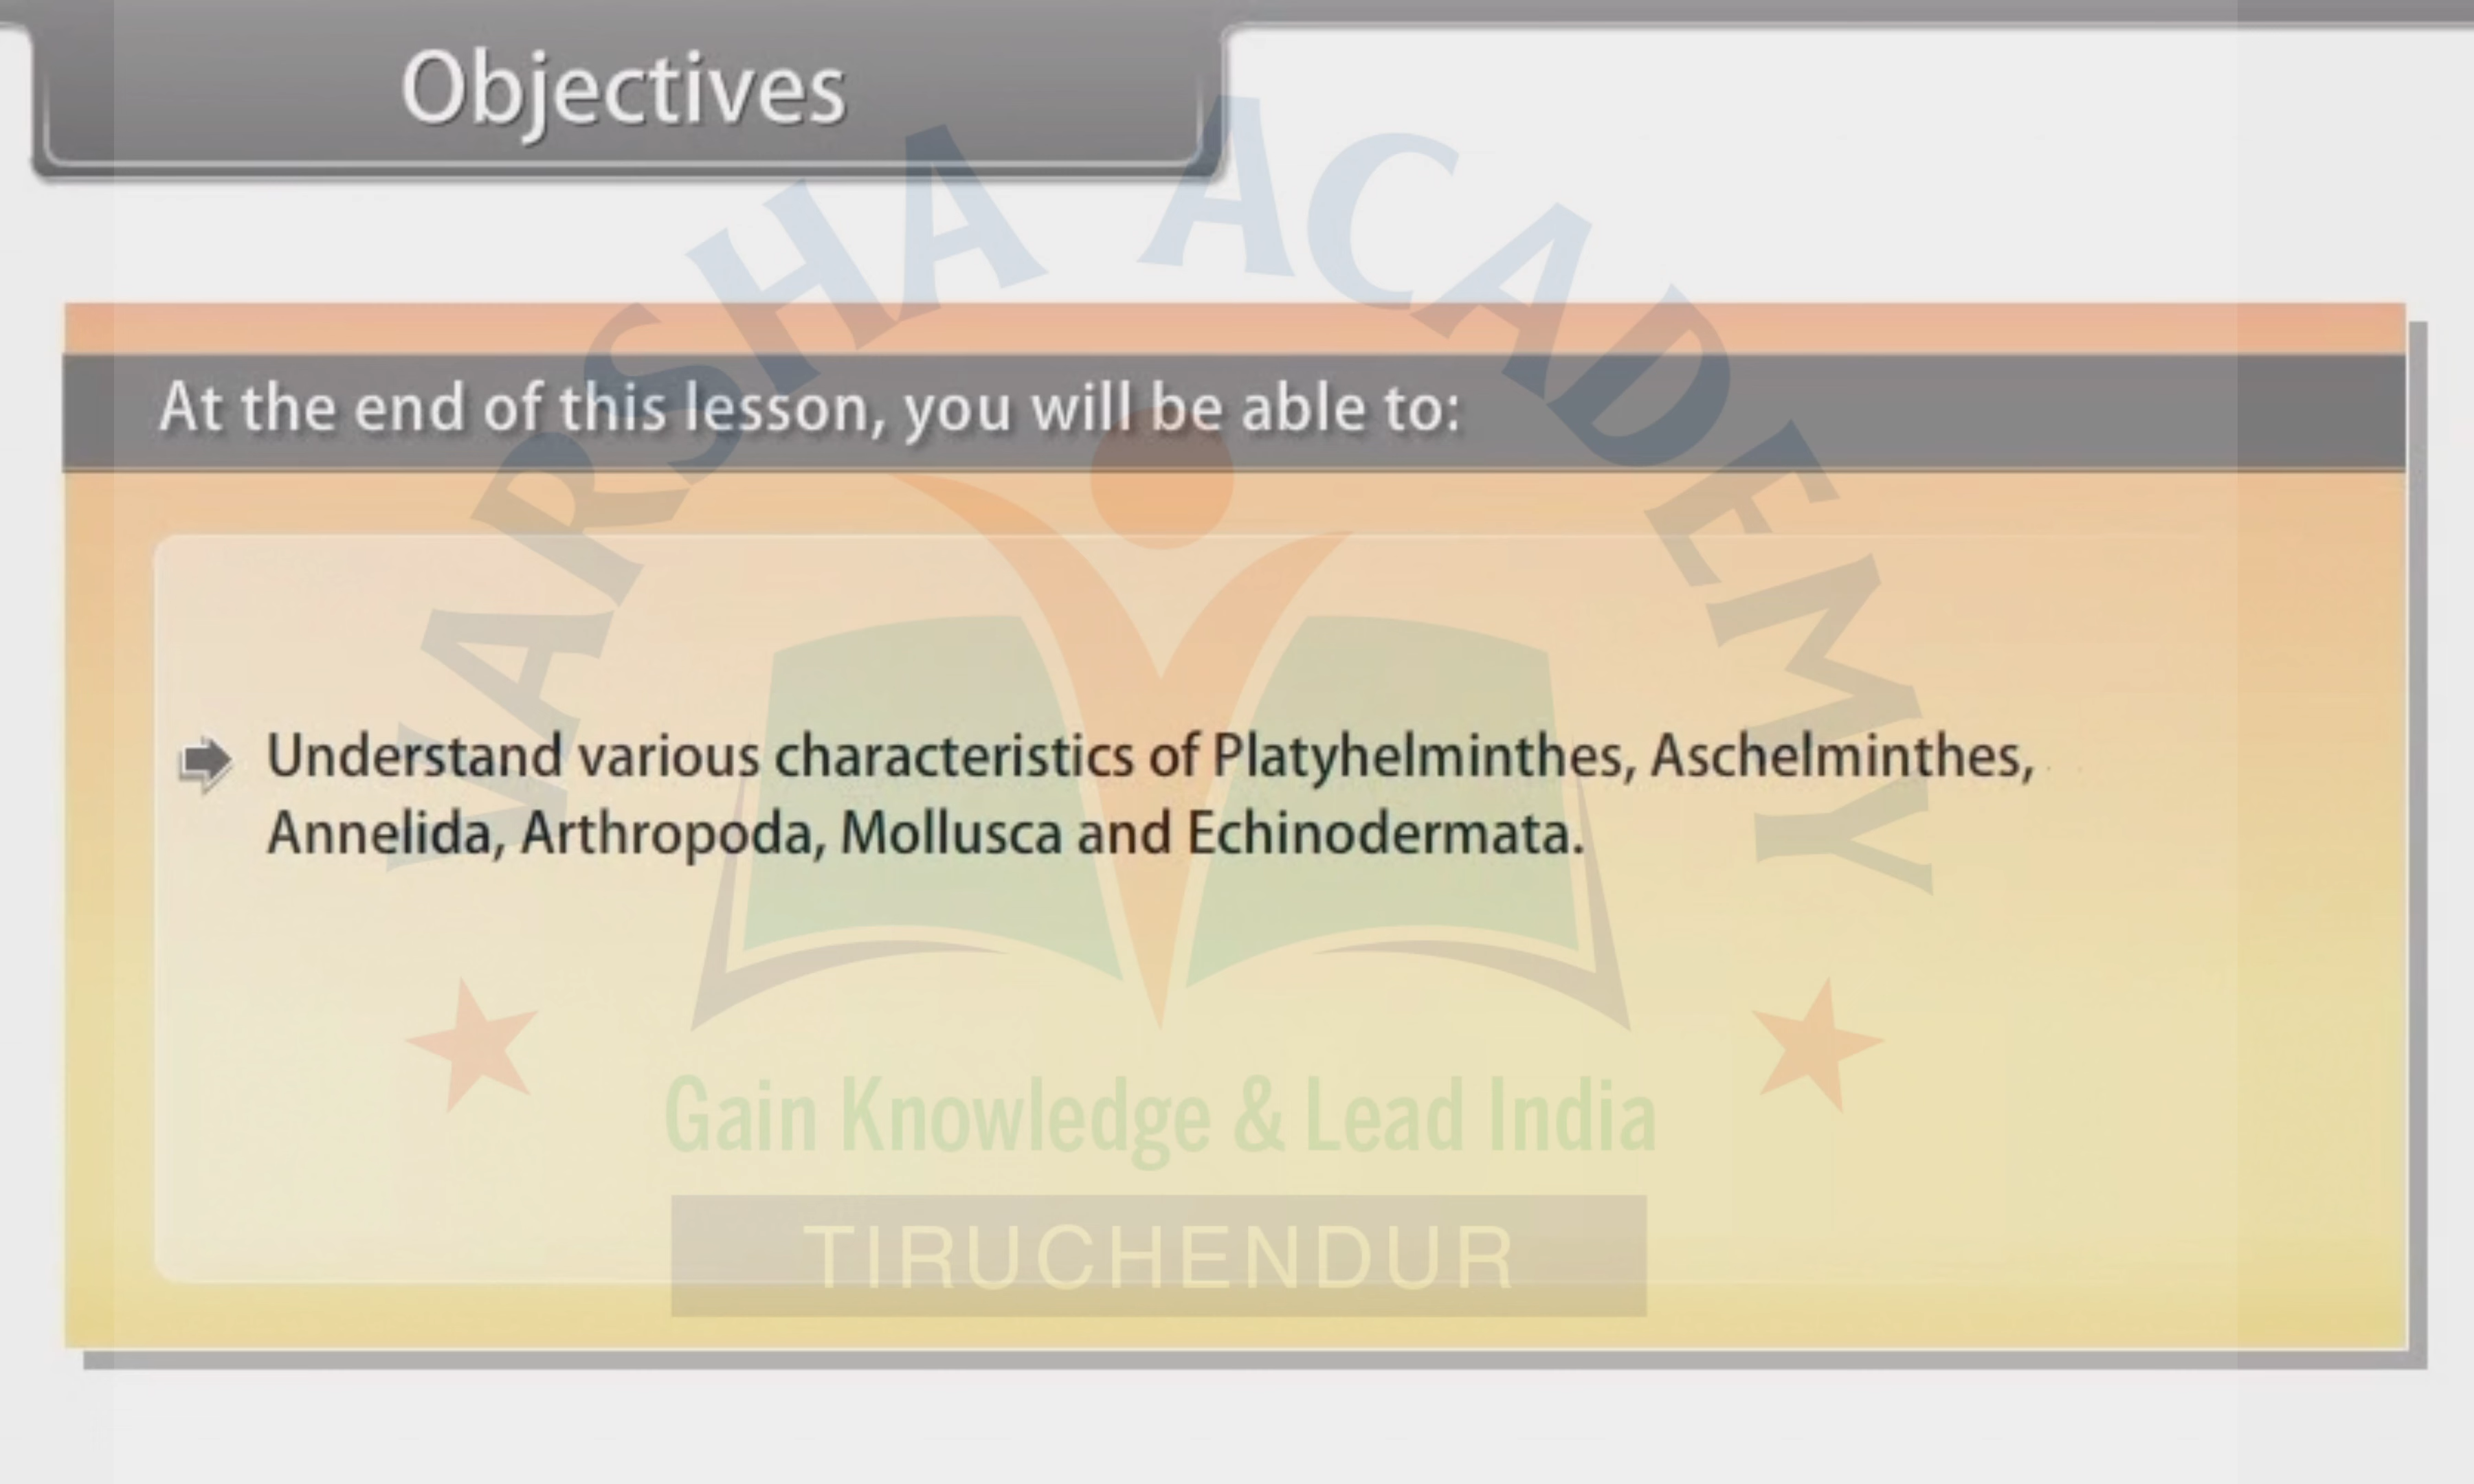 Objectives
VARSHA ACADEMY
At the end of this lesson, you will be able to:
Understand various characteristics of Platyhelminthes, Aschelminthes,
Annelida, Arthropoda, Mollusca and Echinodermata.
Gain Knowledge & Lead India
TIRUCHENDUR